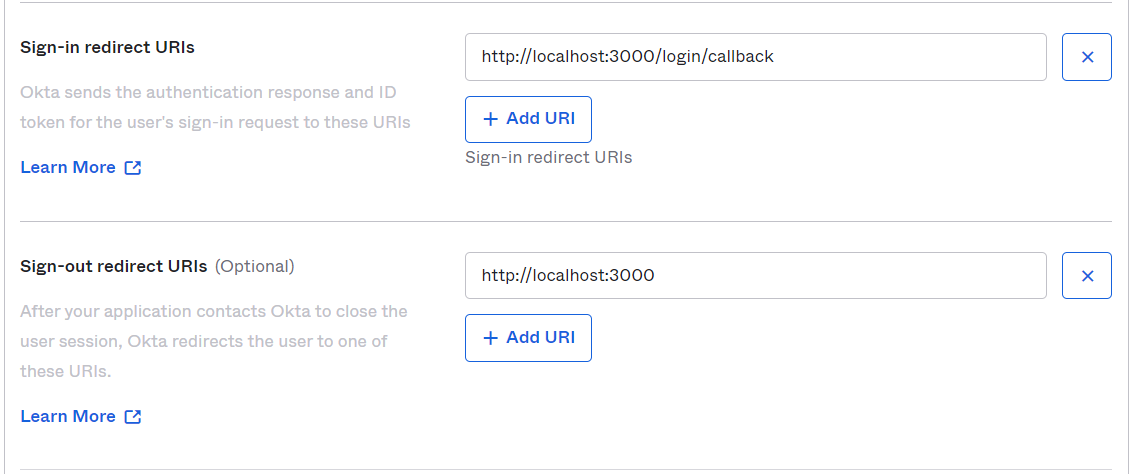 Sign-in redirect URIs
Okta sends the authentication response and ID
token for the user's sign-in request to these URIs
Learn More
http://localhost:3000/login/callback
+ Add URI
Sign-in redirect URIs
Sign-out redirect URIs (Optional)
After your application contacts Okta to close the
user session, Okta redirects the user to one of
these URIs.
Learn More
http://localhost:3000
+ Add URI